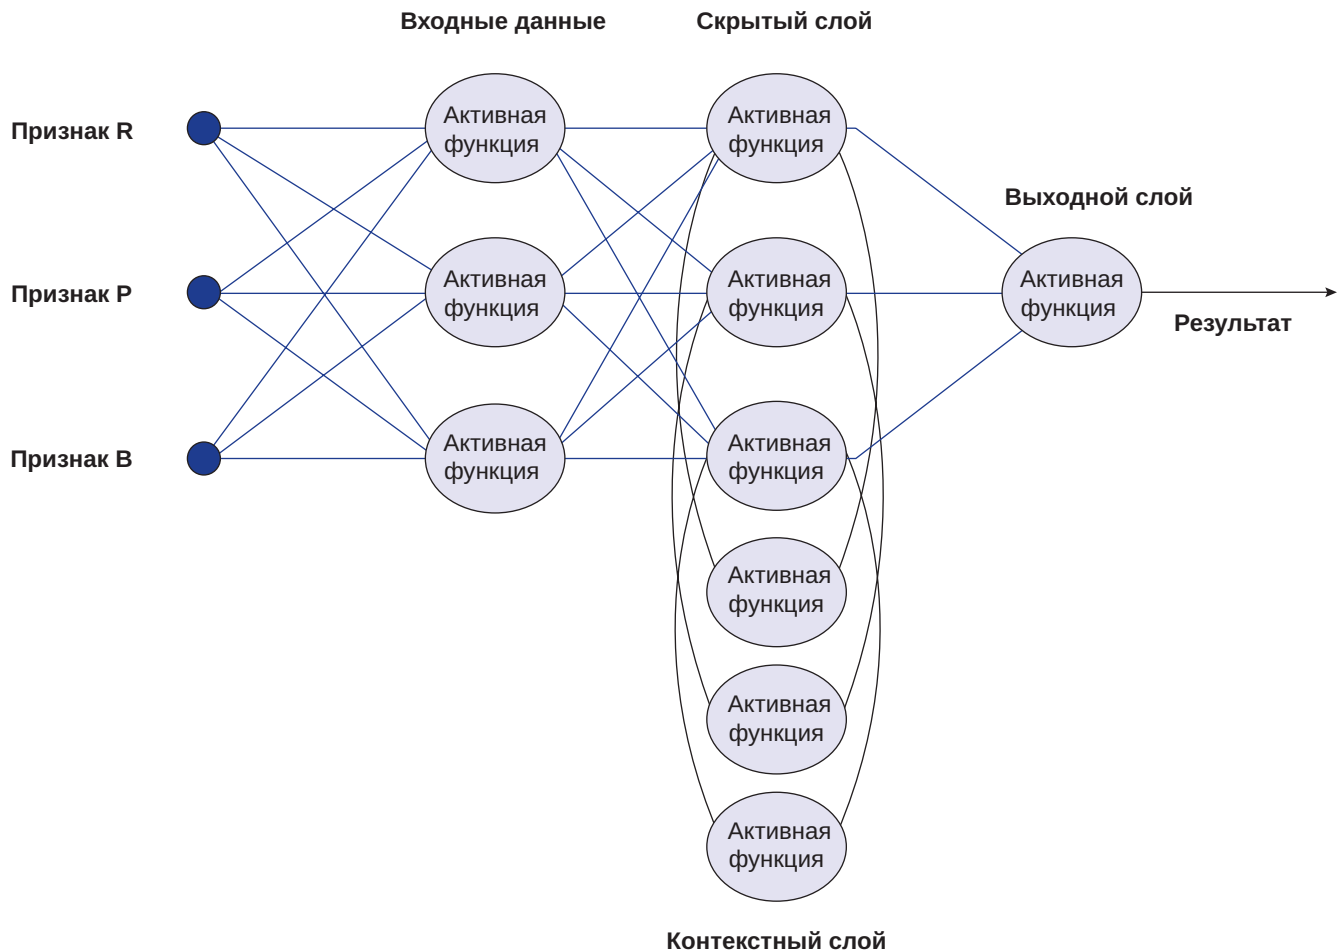 Входные данные
Скрытый слой
Признак R
Активная
функция
Активная
функция
Выходной слой
Признак P
Активная
функция
Активная
функция
Активная
функция
Результат
Признак B
Активная
функция
Активная
функция
Активная
функция
Активная
функция
Активная
функция
Контекстный слой